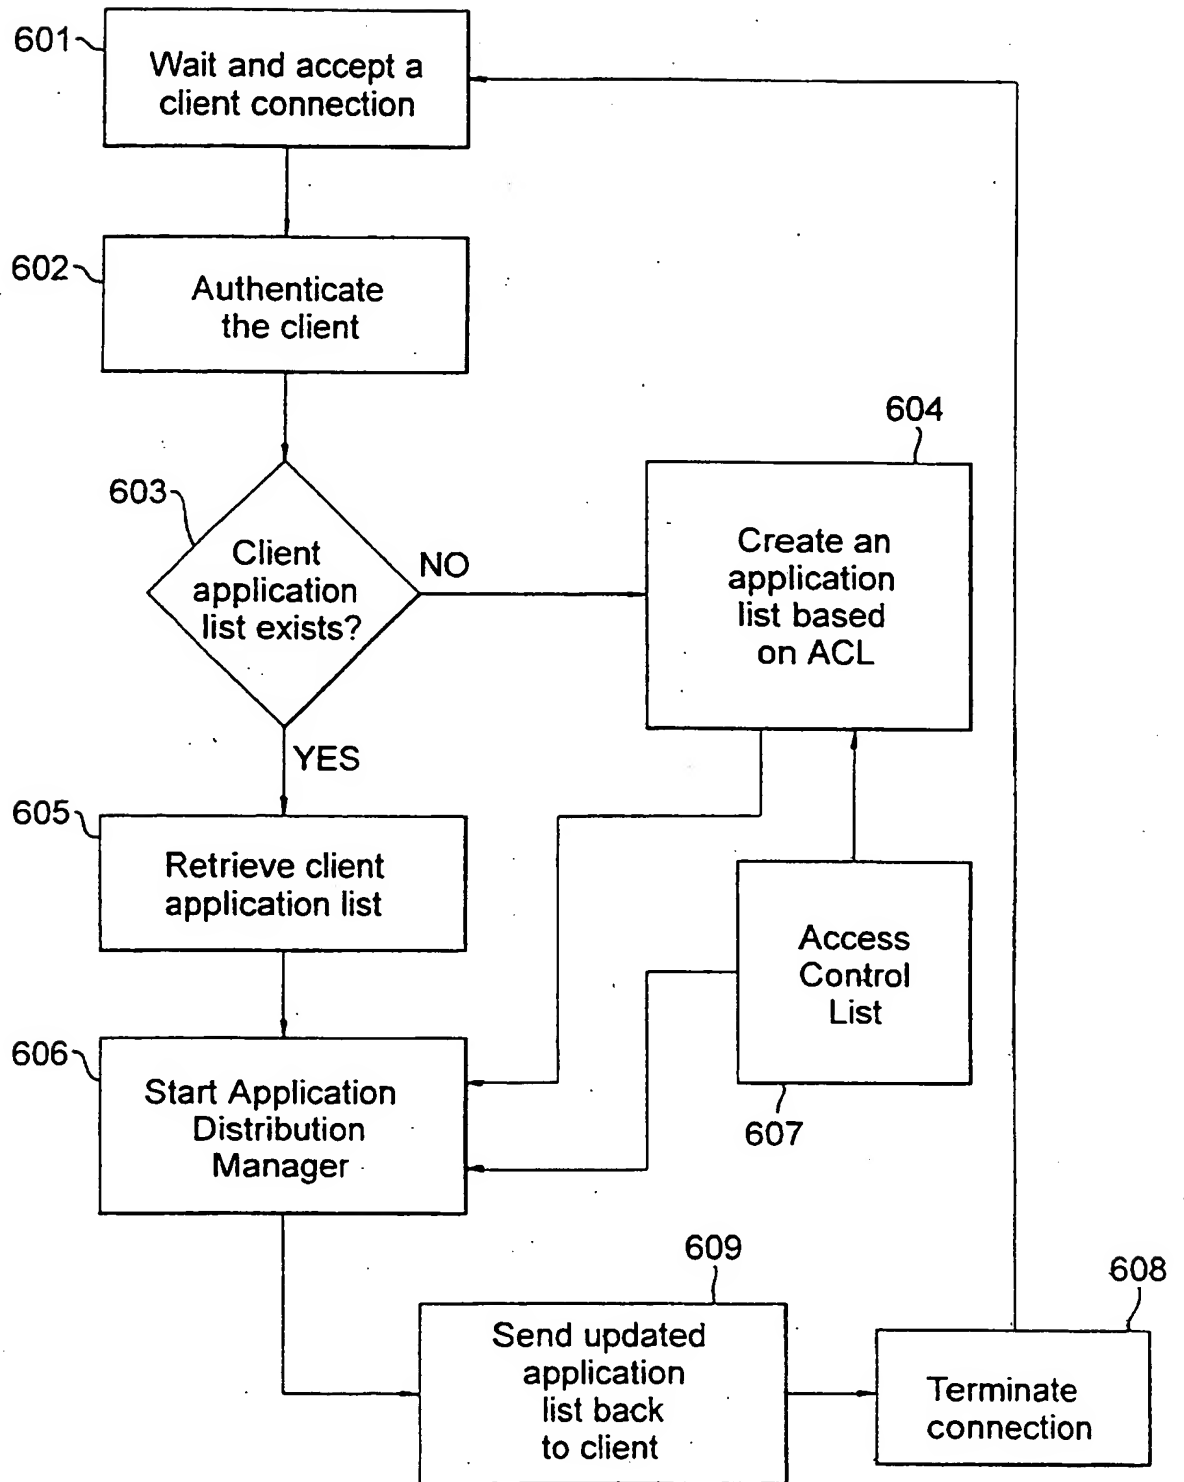 601
Wait and accept a
client connection
602
Authenticate
the client
603
Client
application
list exists?
NO
604
Create an
application
list based
on ACL
YES
605
Retrieve client
application list
Access
Control
List
607
606
Start Application
Distribution
Manager
609
Send updated
application
list back
to client
608
Terminate
connection